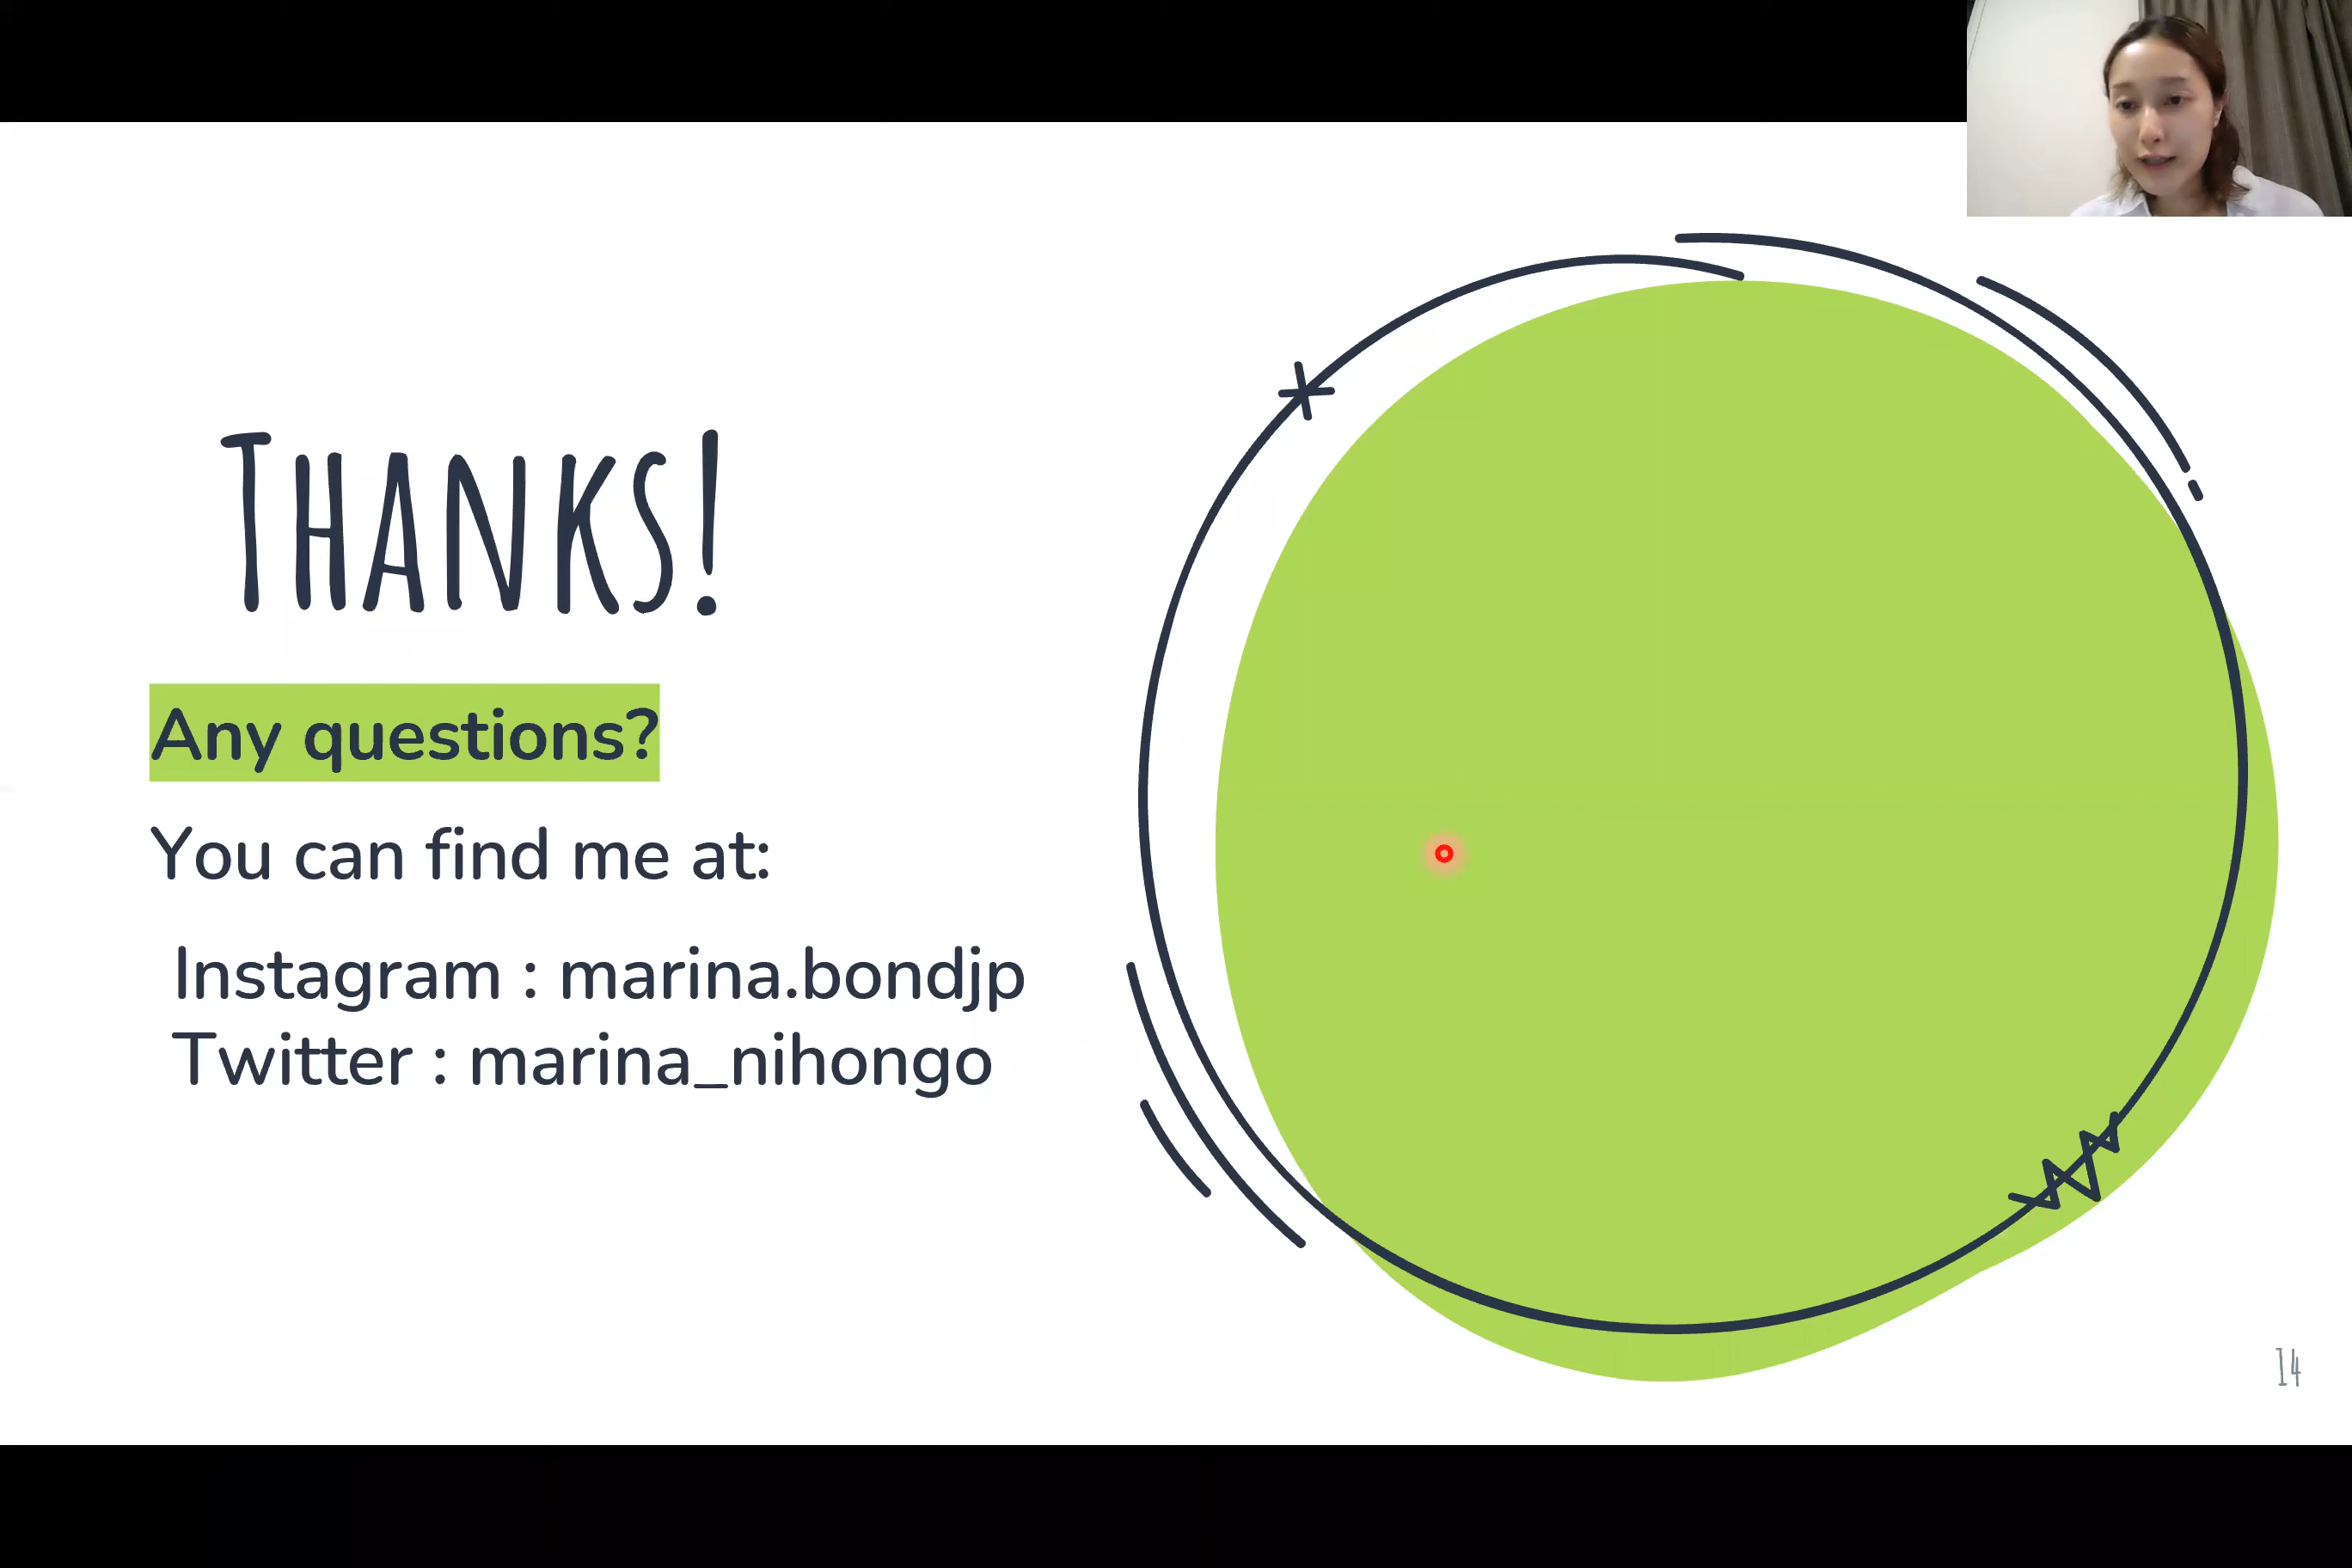 THANKS!
Any questions?
You can find me at:
Instagram : marina.bondjp
Twitter : marina_nihongo
14